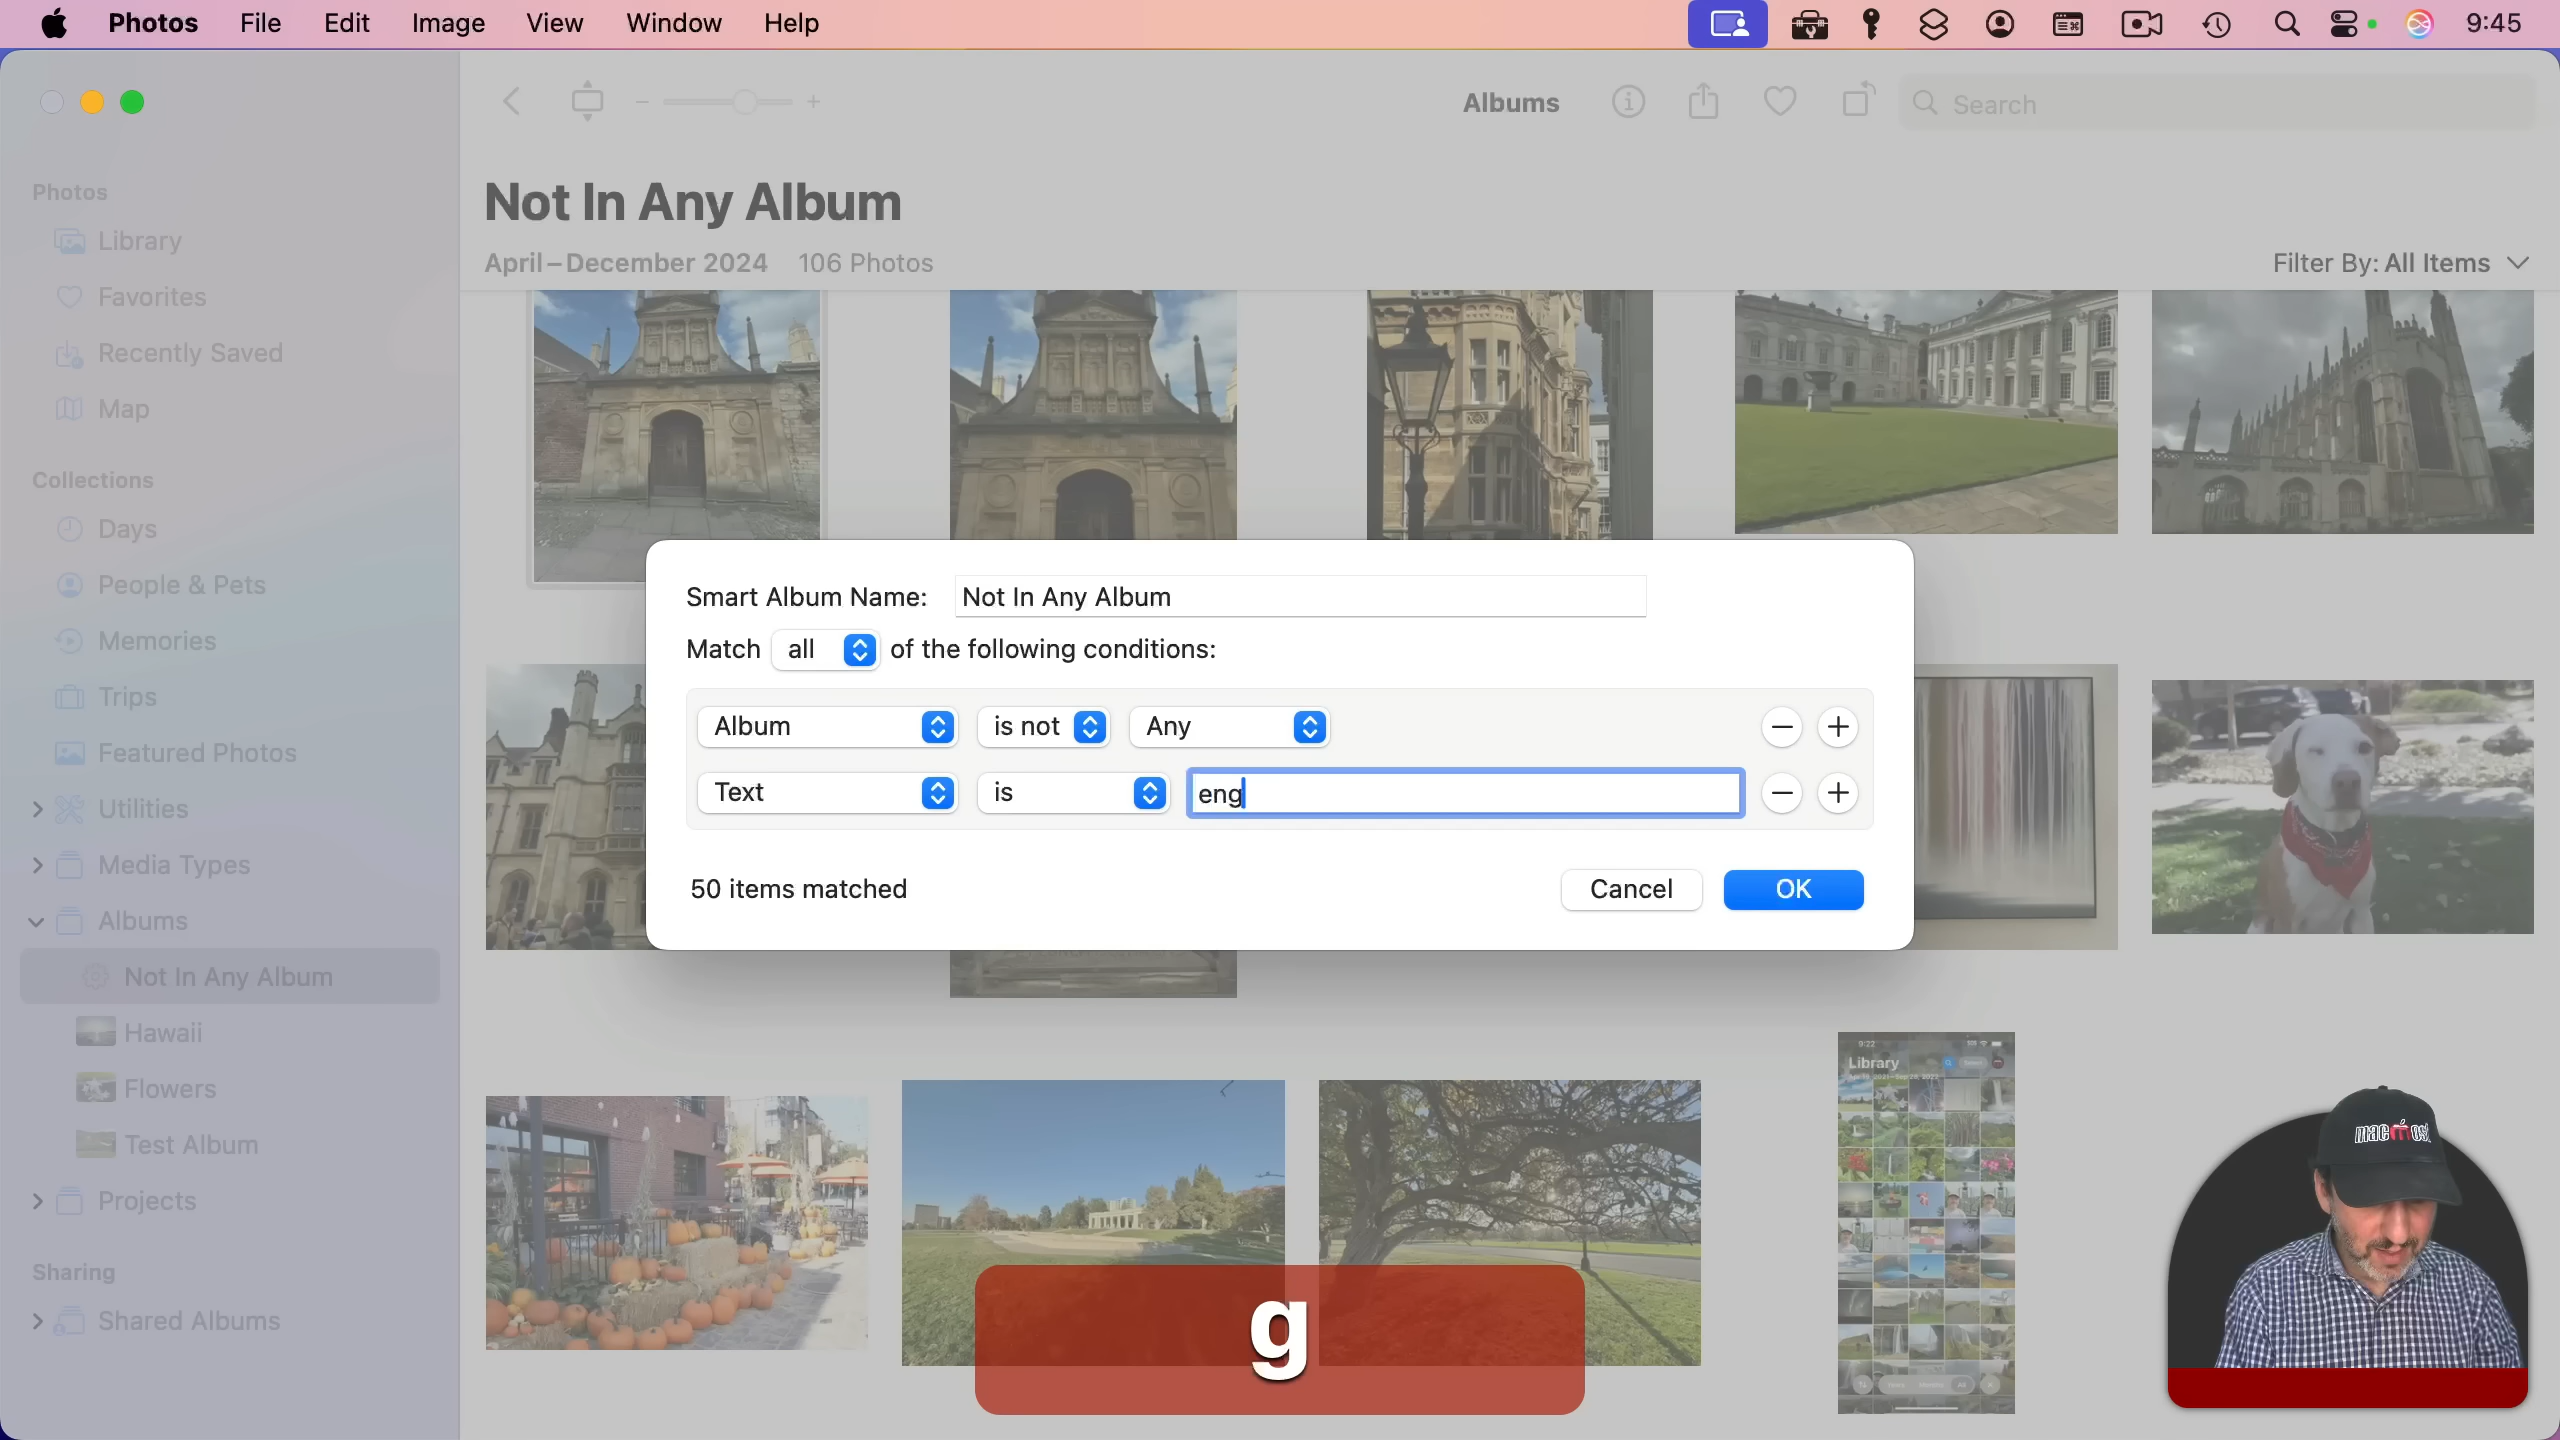 Photos File Edit Image View Window Help 9:45
Albums Search
Photos
Library
Favorites
Recently Saved
Map
Collections
Days
People & Pets
Memories
Trips
Featured Photos
Utilities
Media Types
Albums
Not In Any Album
Hawaii
Flowers
Test Album
Projects
Sharing
Shared Albums
Not In Any Album
April – December 2024 106 Photos
Filter By: All Items
Smart Album Name: Not In Any Album
Match all of the following conditions:
Album is not Any
Text is eng
50 items matched
Cancel OK
9:22
Library
g
macmost